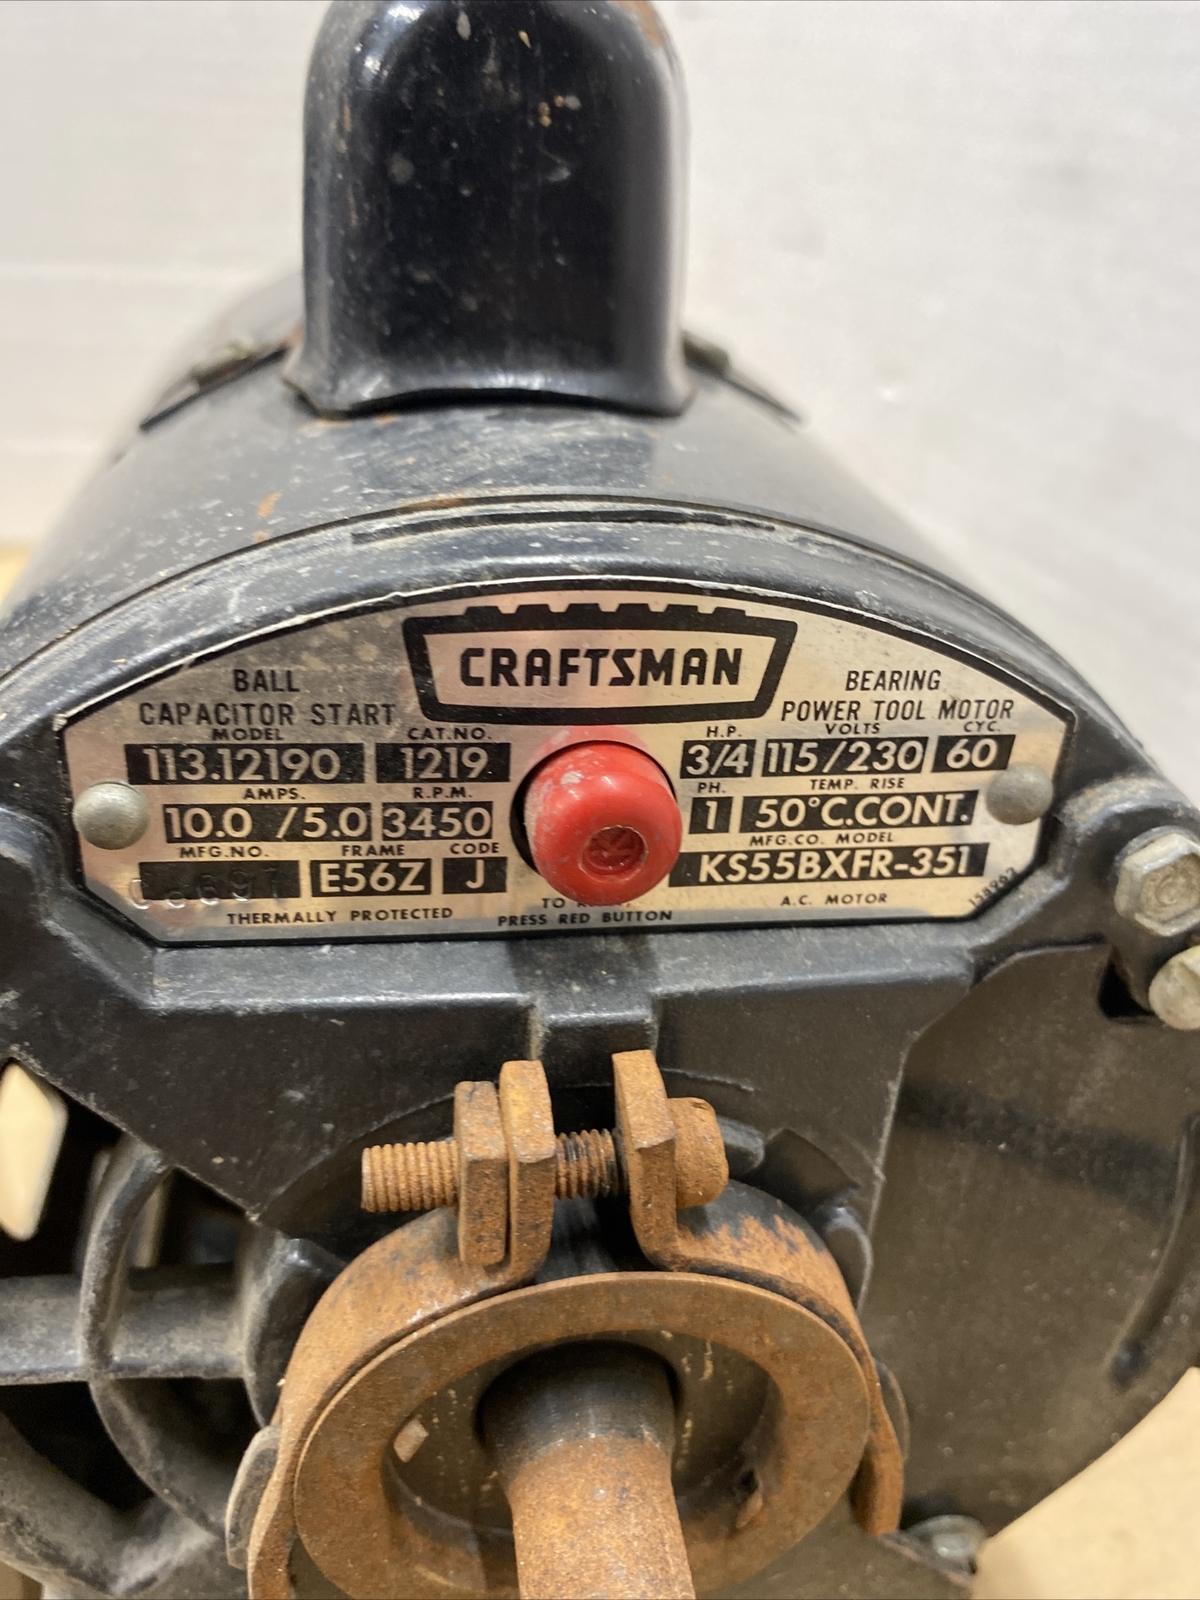 CRAFTSMAN
BALL BEARING
CAPACITOR START POWER TOOL MOTOR
MODEL CAT.NO. H.P. VOLTS CYC.
113.12190 1219 3/4 115/230 60
AMPS. R.P.M. PH. TEMP. RISE
10.0 /5.0 3450 1 50°C.CONT.
MFG.NO. FRAME CODE MFG.CO. MODEL
E56Z J KS55BXFR-351
TO
THERMALLY PROTECTED PRESS RED BUTTON A.C. MOTOR